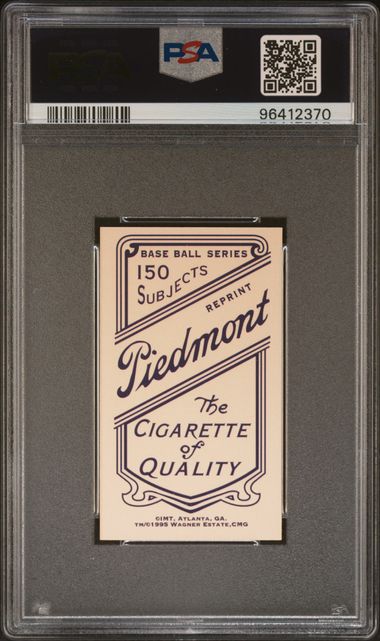 PSA
96412370
BASE BALL SERIES
150
SUBJECTS
REPRINT
Piedmont
The
CIGARETTE
of
QUALITY
©IMT, ATLANTA, GA.
TM/©1995 WAGNER ESTATE,CMG